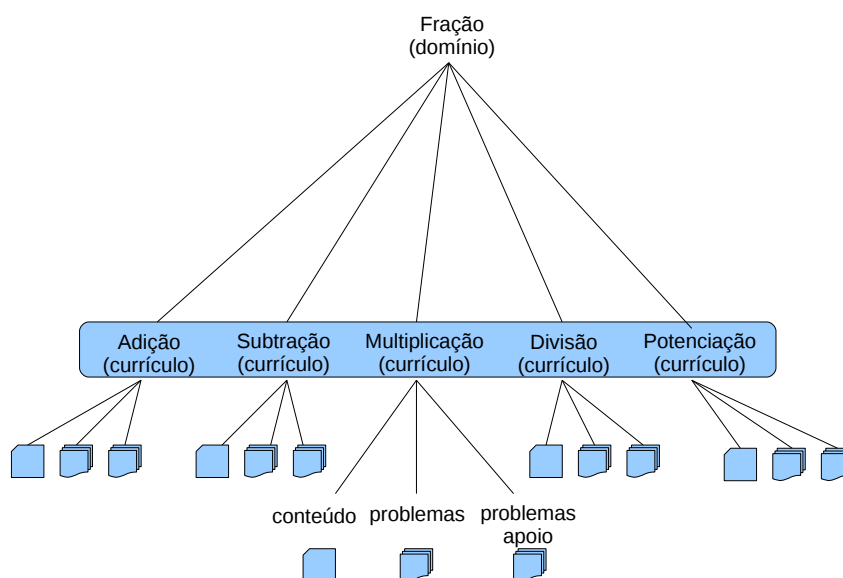 Fração
(domínio)
Adição
(currículo)
Subtração
(currículo)
Multiplicação
(currículo)
Divisão
(currículo)
Potenciação
(currículo)
conteúdo
problemas
problemas
apoio